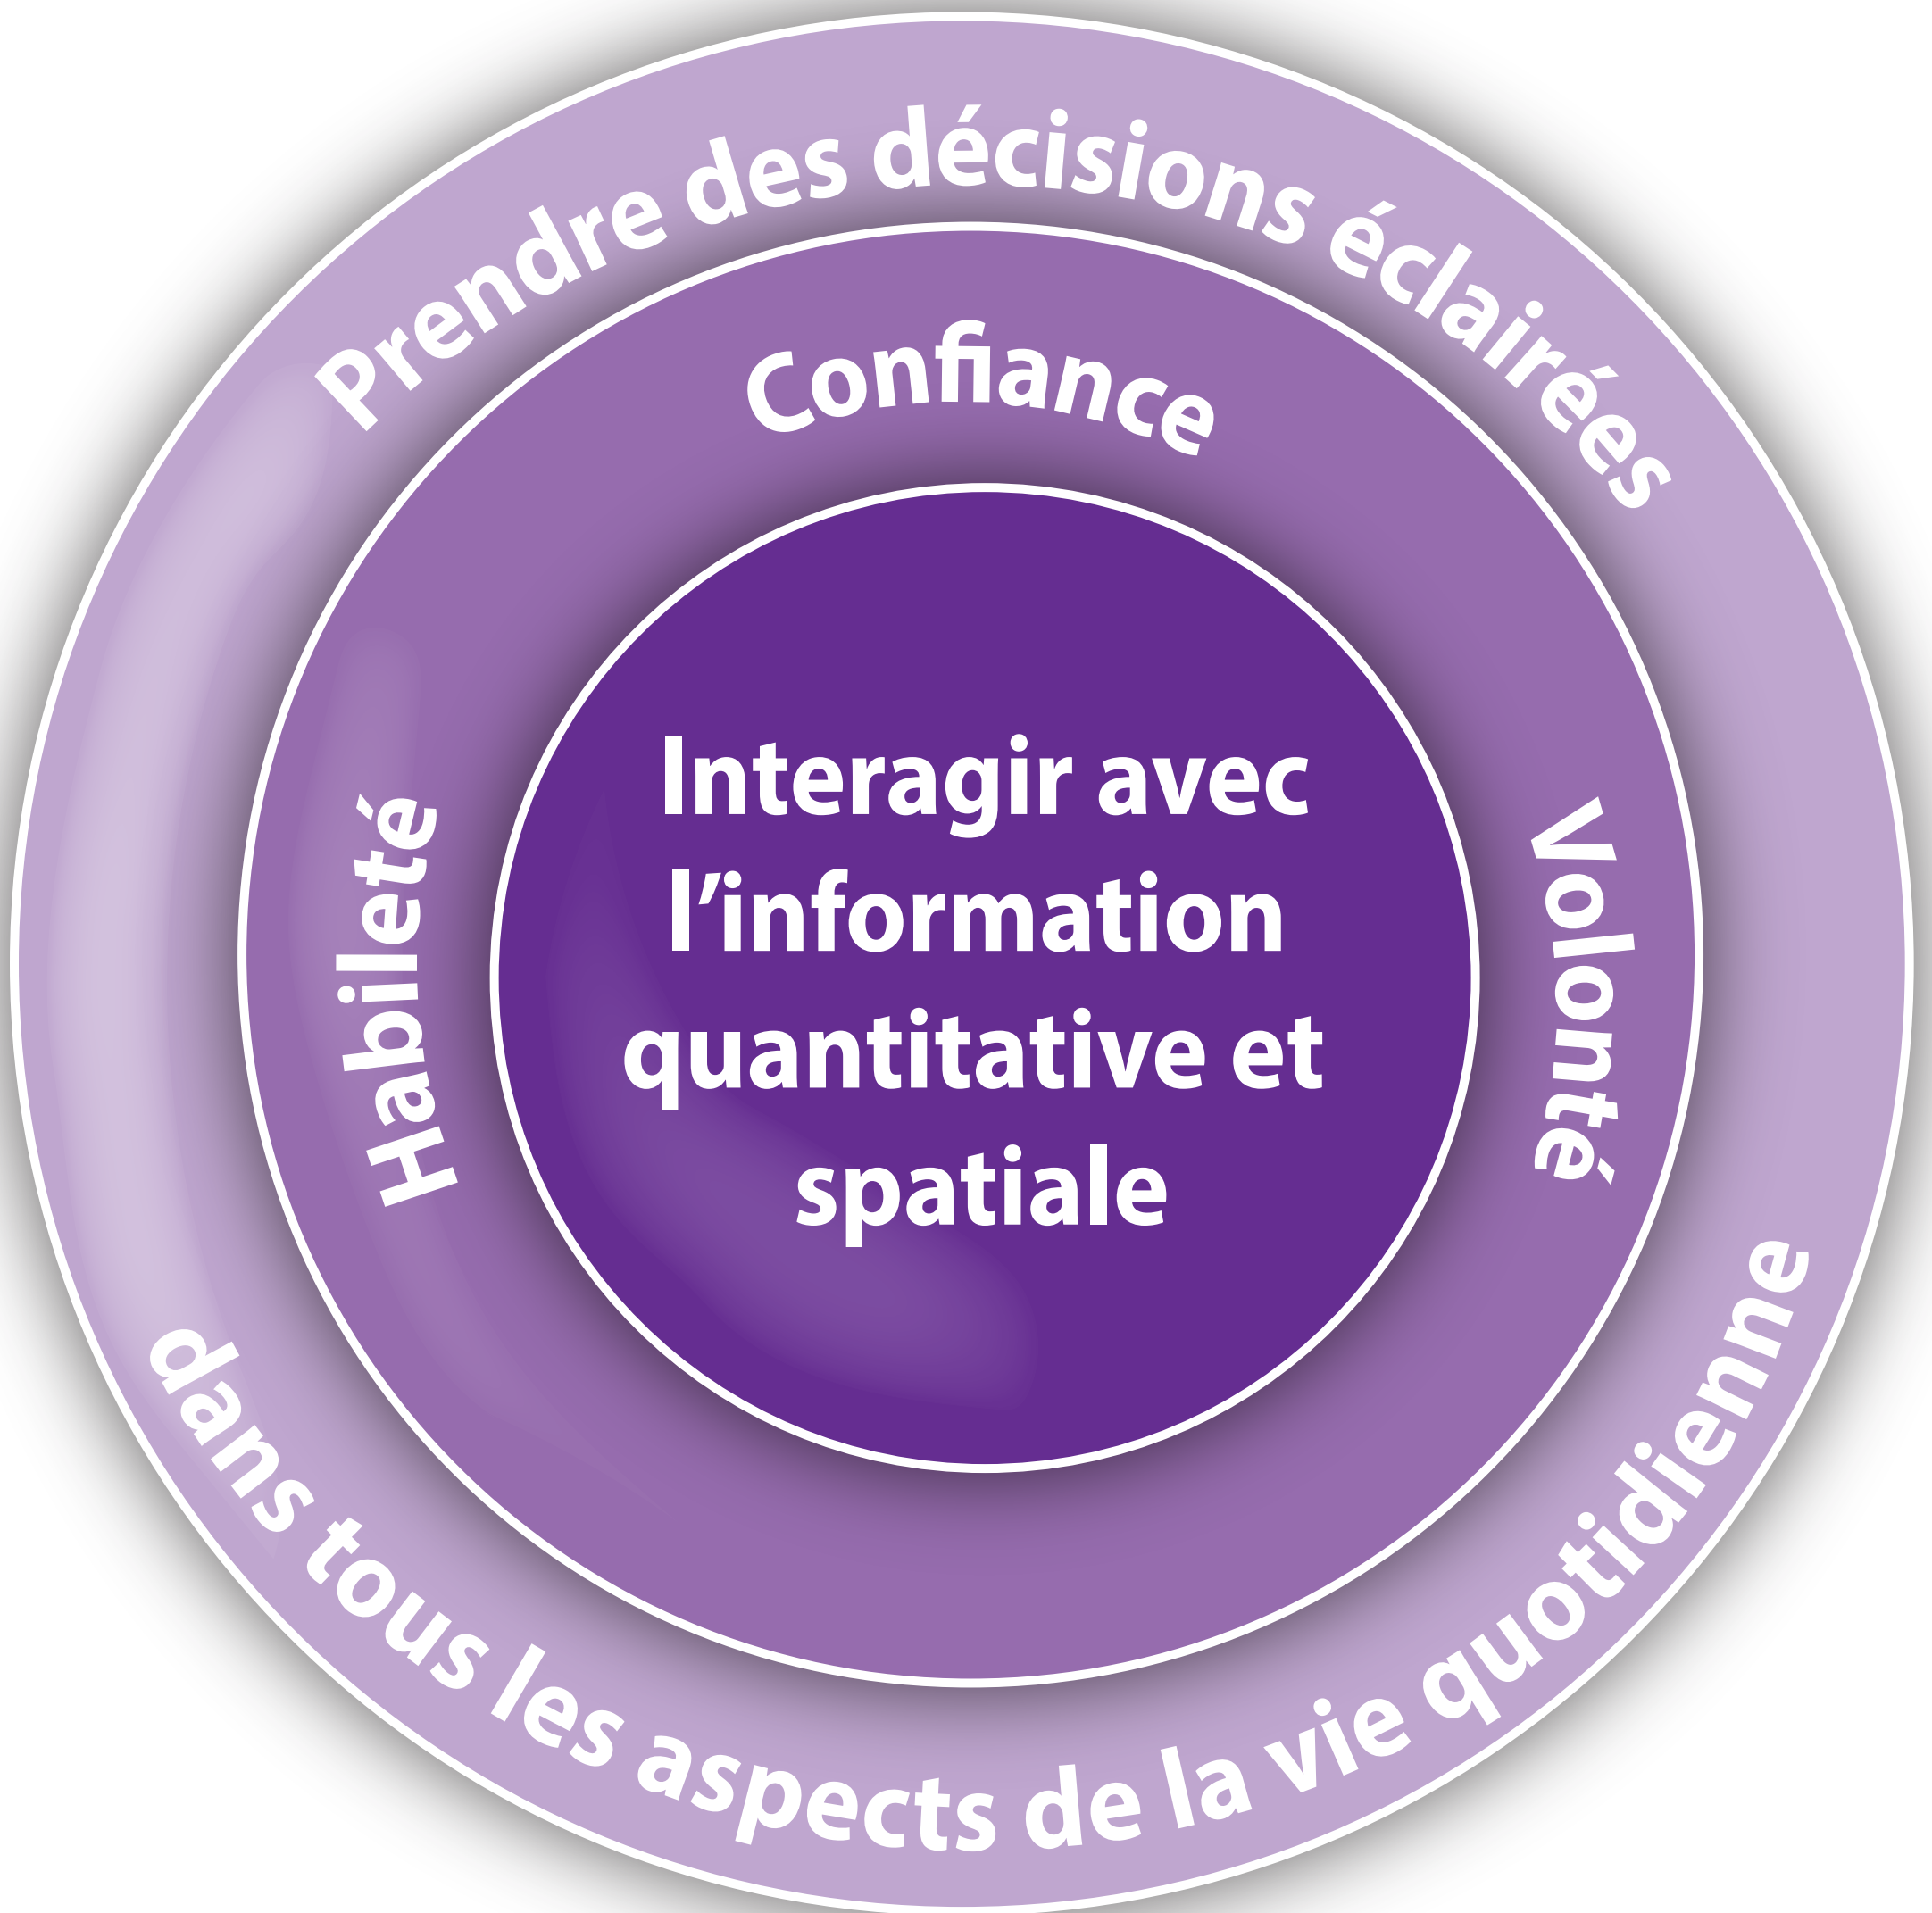 Prendre des décisions éclairées
Confiance
Habileté
Volonté
Interagir avec
l’information
quantitative et
spatiale
dans tous les aspects de la vie quotidienne